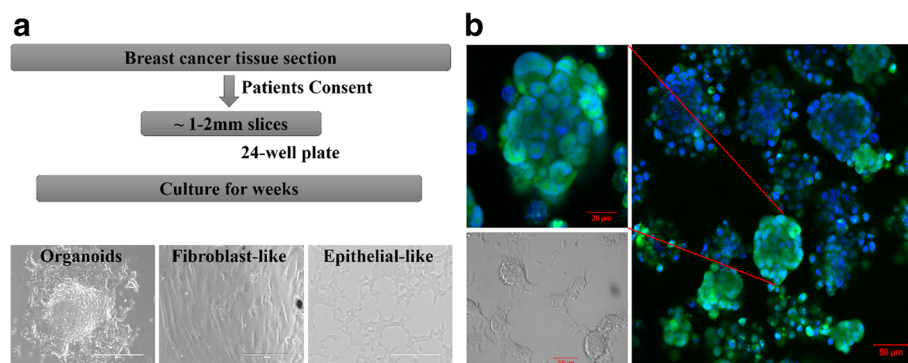 a
Breast cancer tissue section
Patients Consent
~ 1-2mm slices
24-well plate
Culture for weeks
Organoids
Fibroblast-like
Epithelial-like
b
20 µm
50 µm